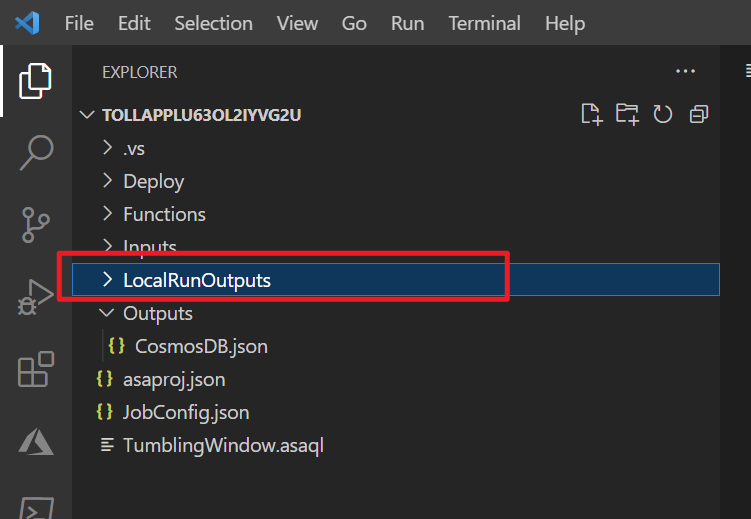 File Edit Selection View Go Run Terminal Help
EXPLORER
TOLLAPPLU63OL2IYVG2U
.vs
Deploy
Functions
Inputs
LocalRunOutputs
Outputs
{} CosmosDB.json
{} asaproj.json
{} JobConfig.json
TumblingWindow.asaql